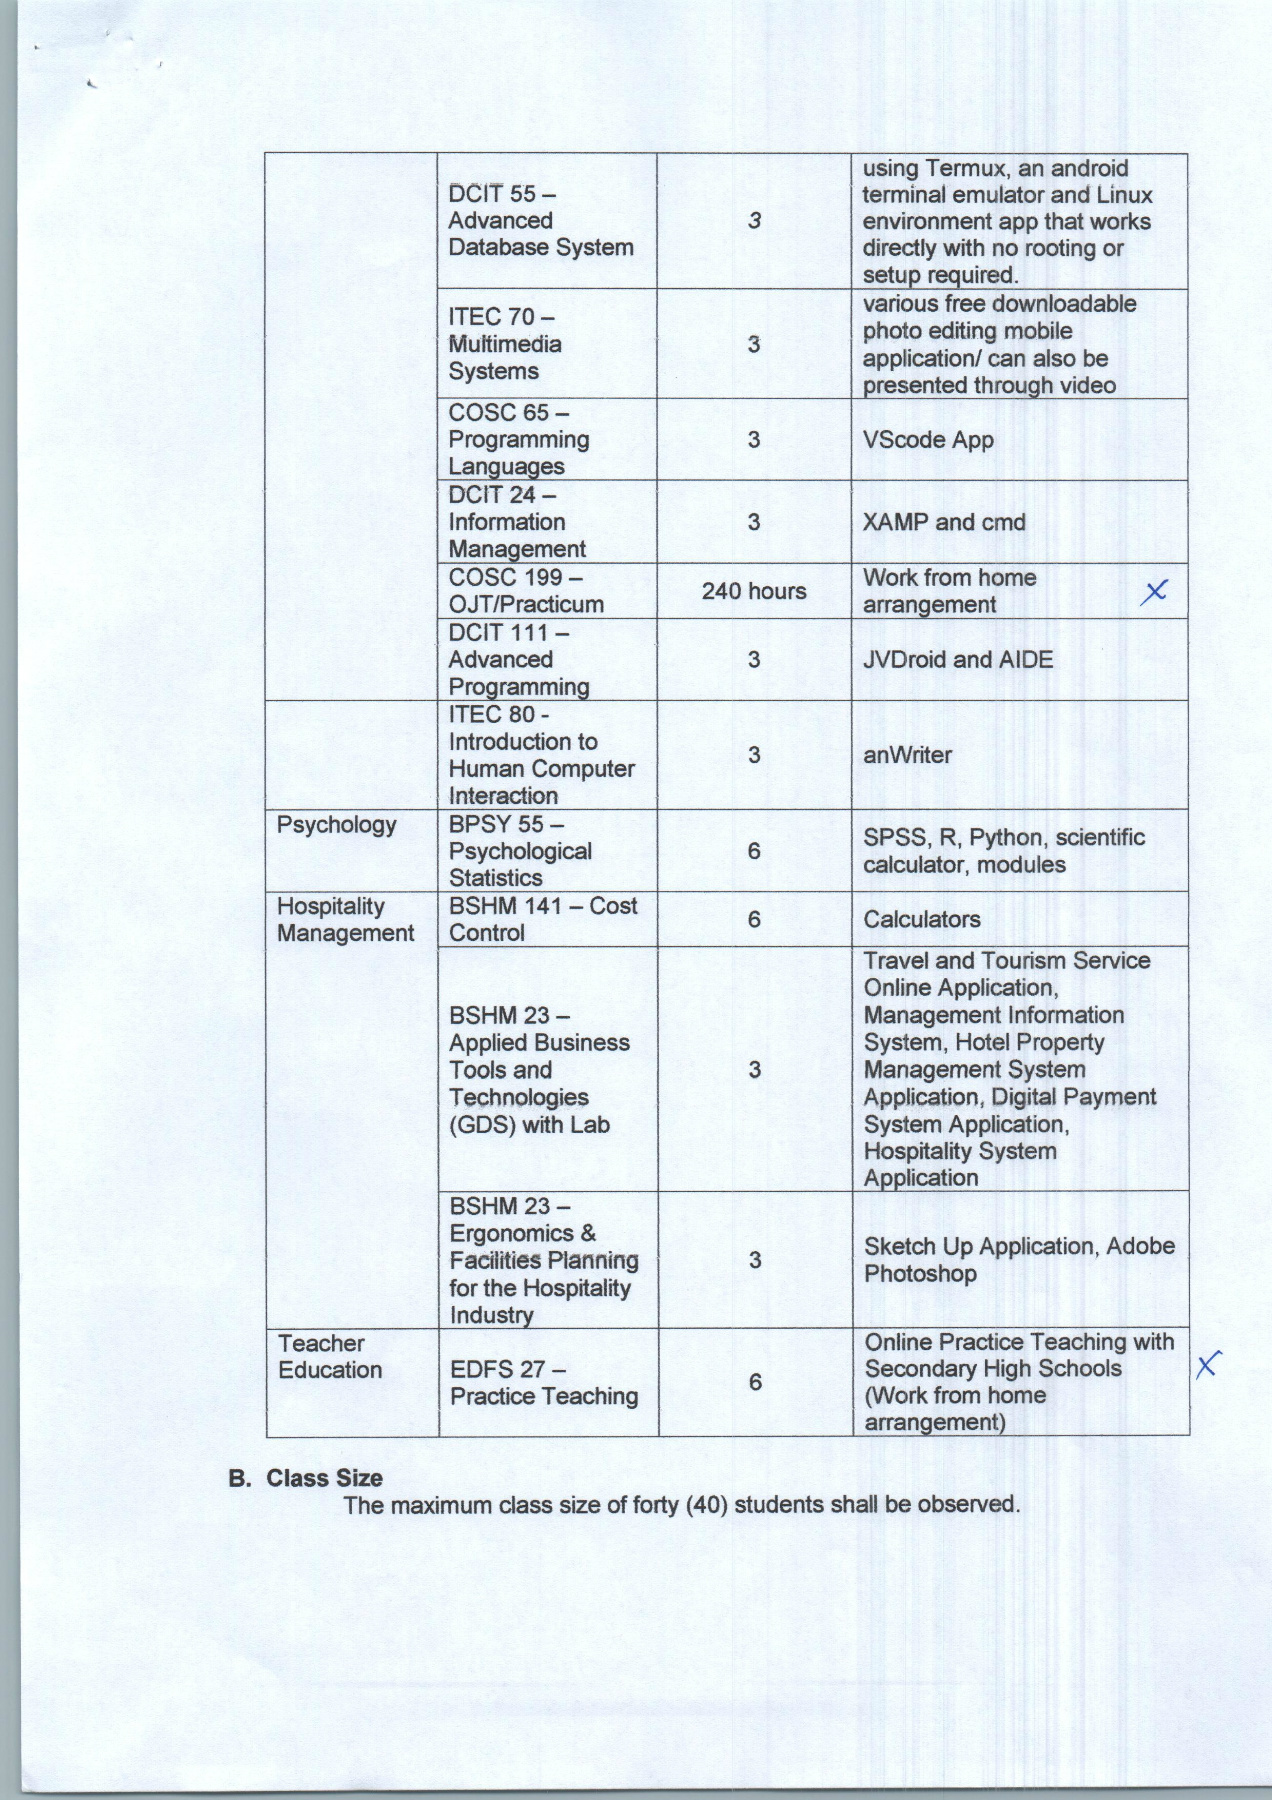 DCIT 55 –
Advanced
Database System
3
using Termux, an android
terminal emulator and Linux
environment app that works
directly with no rooting or
setup required.
ITEC 70 –
Multimedia
Systems
3
various free downloadable
photo editing mobile
application/ can also be
presented through video
COSC 65 –
Programming
Languages
3
VScode App
DCIT 24 –
Information
Management
3
XAMP and cmd
COSC 199 –
OJT/Practicum
240 hours
Work from home
arrangement
X
DCIT 111 –
Advanced
Programming
3
JVDroid and AIDE
ITEC 80 -
Introduction to
Human Computer
Interaction
3
anWriter
Psychology
BPSY 55 –
Psychological
Statistics
6
SPSS, R, Python, scientific
calculator, modules
Hospitality
Management
BSHM 141 – Cost
Control
6
Calculators
BSHM 23 –
Applied Business
Tools and
Technologies
(GDS) with Lab
3
Travel and Tourism Service
Online Application,
Management Information
System, Hotel Property
Management System
Application, Digital Payment
System Application,
Hospitality System
Application
BSHM 23 –
Ergonomics &
Facilities Planning
for the Hospitality
Industry
3
Sketch Up Application, Adobe
Photoshop
Teacher
Education
EDFS 27 –
Practice Teaching
6
Online Practice Teaching with
Secondary High Schools
(Work from home
arrangement)
X
B. Class Size
The maximum class size of forty (40) students shall be observed.